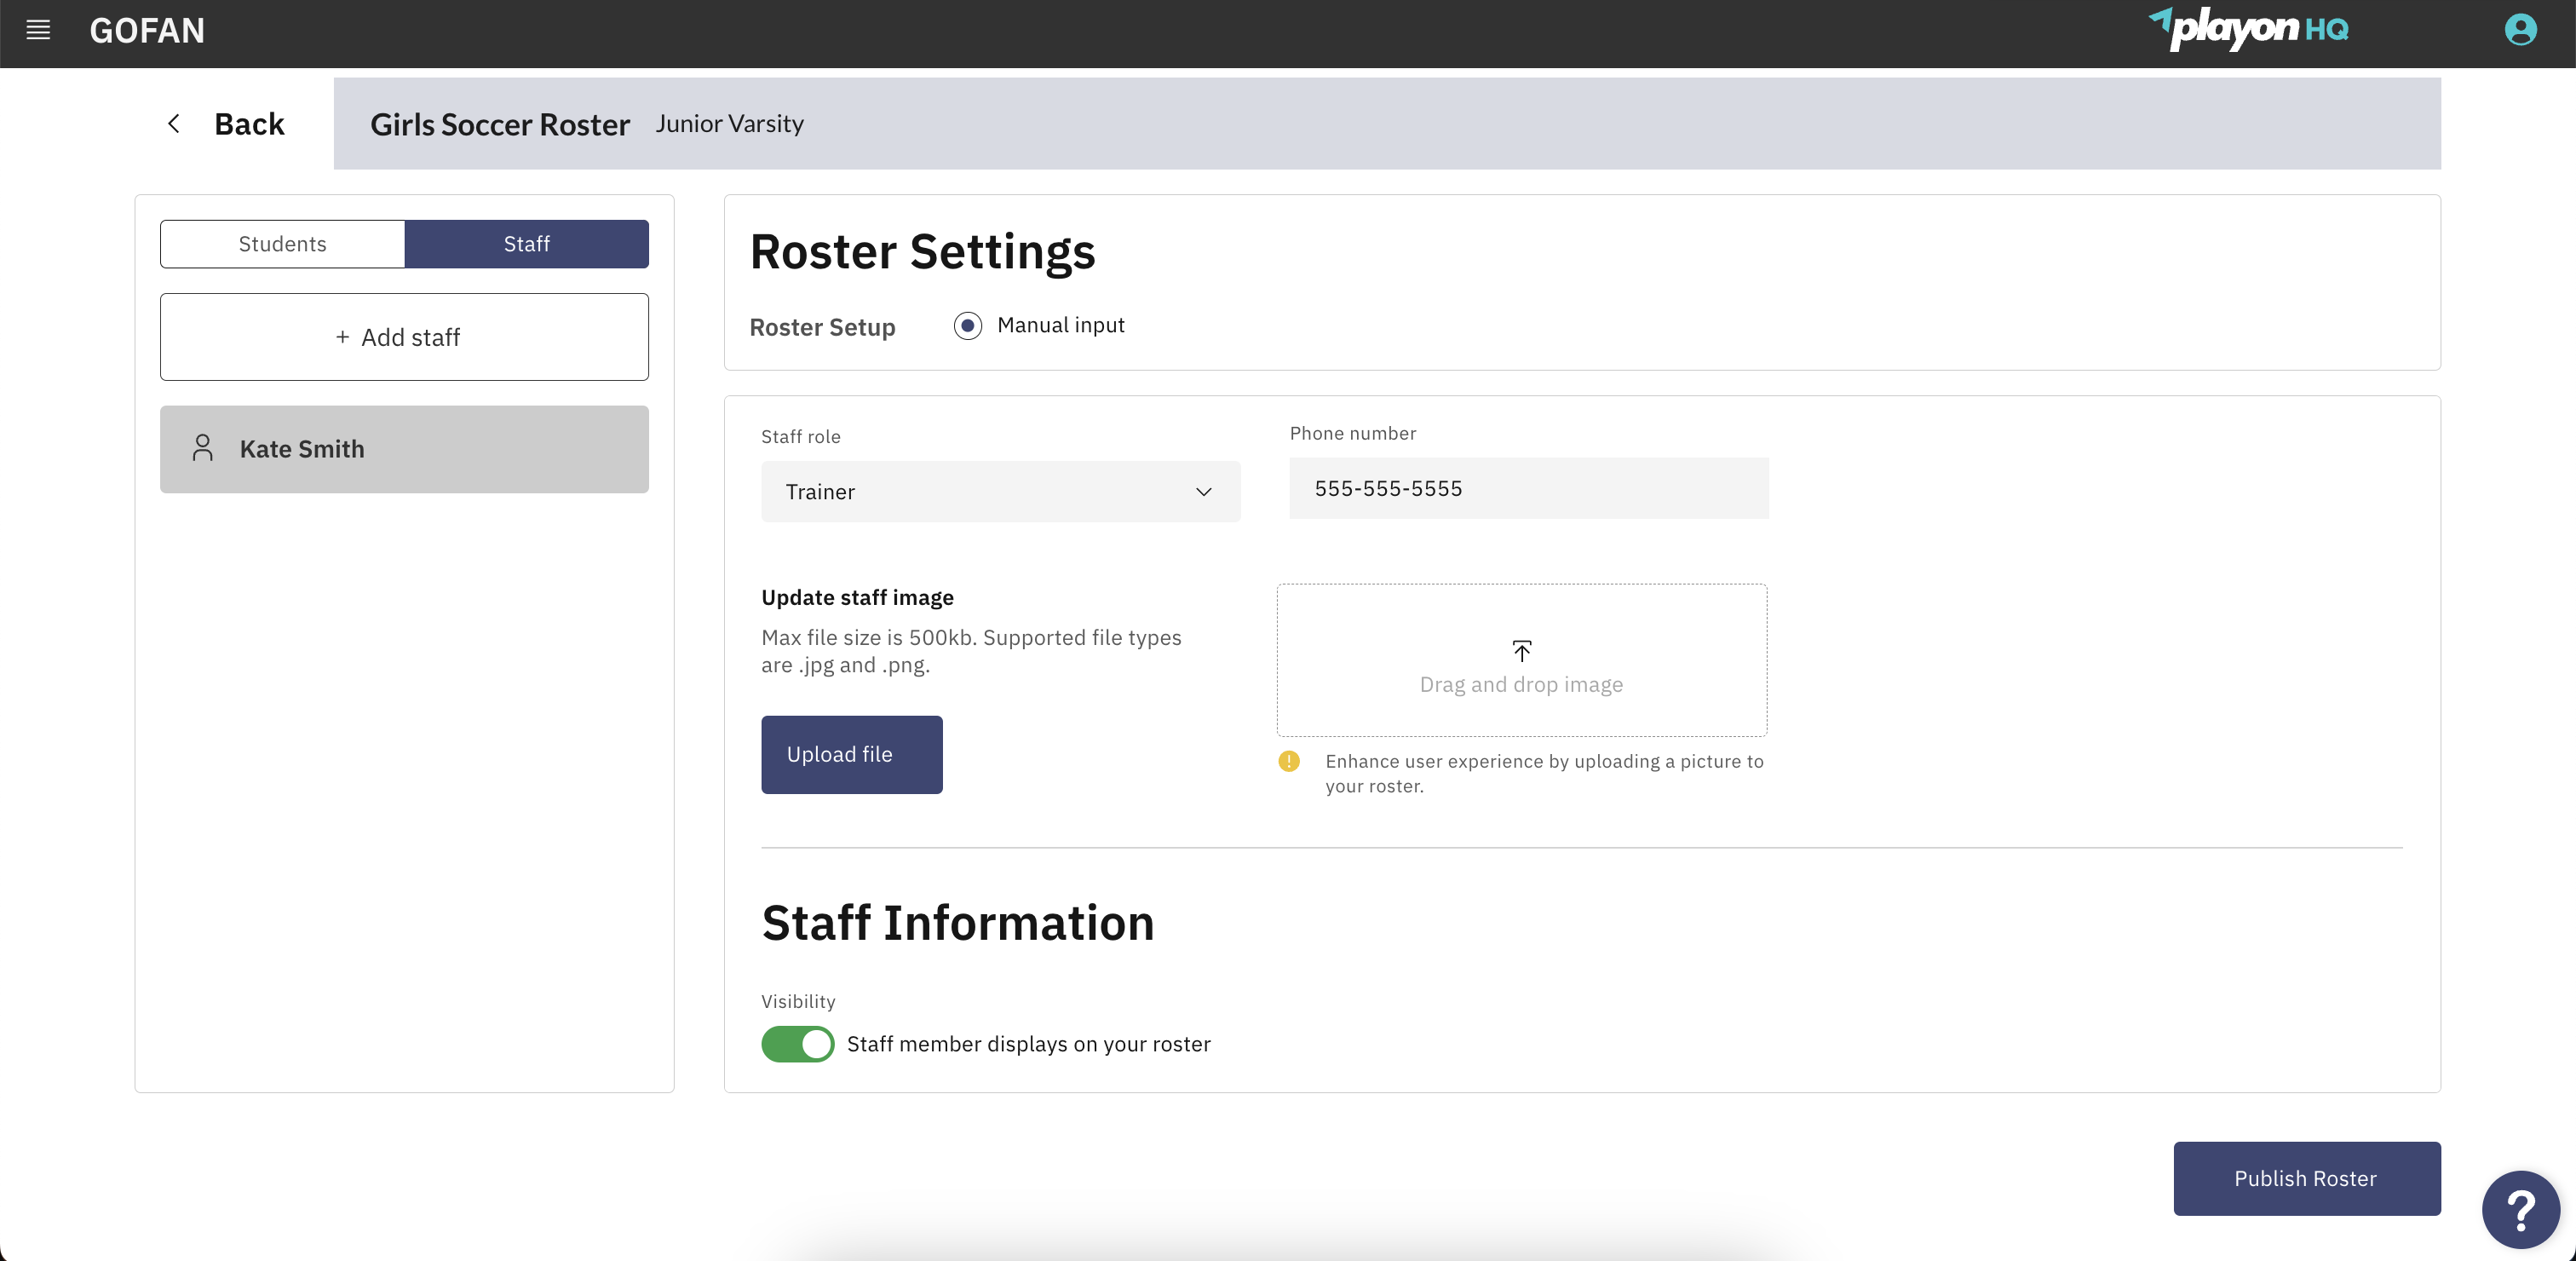 GOFAN
playon HQ
Back
Girls Soccer Roster Junior Varsity
Students Staff
+ Add staff
Kate Smith
Roster Settings
Roster Setup Manual input
Staff role
Trainer
Phone number
555-555-5555
Update staff image
Max file size is 500kb. Supported file types
are .jpg and .png.
Upload file
Drag and drop image
Enhance user experience by uploading a picture to
your roster.
Staff Information
Visibility
Staff member displays on your roster
Publish Roster
?